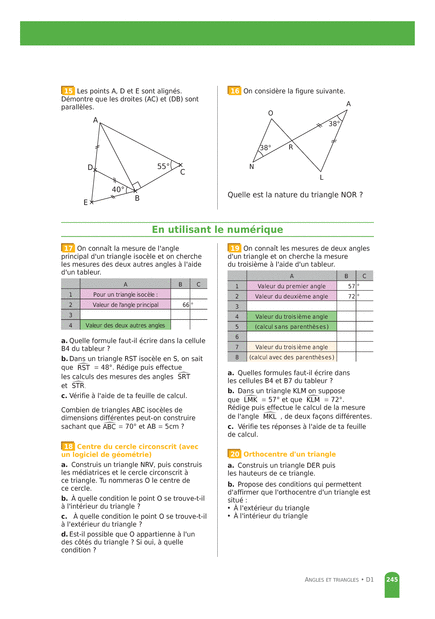 15 Les points A, D et E sont alignés.
Démontre que les droites (AC) et (DB) sont
parallèles.
A
D
E
B
C
55°
40°
16 On considère la figure suivante.
A
O
38°
38°
R
N
L
Quelle est la nature du triangle NOR ?
En utilisant le numérique
17 On connaît la mesure de l'angle
principal d'un triangle isocèle et on cherche
les mesures des deux autres angles à l'aide
d'un tableur.
A B C
1 Pour un triangle isocèle :
2 Valeur de l'angle principal 66 °
3
4 Valeur des deux autres angles
a. Quelle formule faut-il écrire dans la cellule
B4 du tableur ?
b. Dans un triangle RST isocèle en S, on sait
que RST = 48°. Rédige puis effectue
les calculs des mesures des angles SRT
et STR.
c. Vérifie à l'aide de ta feuille de calcul.
Combien de triangles ABC isocèles de
dimensions différentes peut-on construire
sachant que ABC = 70° et AB = 5cm ?
18 Centre du cercle circonscrit (avec
un logiciel de géométrie)
a. Construis un triangle NRV, puis construis
les médiatrices et le cercle circonscrit à
ce triangle. Tu nommeras O le centre de
ce cercle.
b. À quelle condition le point O se trouve-t-il
à l'intérieur du triangle ?
c. À quelle condition le point O se trouve-t-il
à l'extérieur du triangle ?
d. Est-il possible que O appartienne à l'un
des côtés du triangle ? Si oui, à quelle
condition ?
19 On connaît les mesures de deux angles
d'un triangle et on cherche la mesure
du troisième à l'aide d'un tableur.
A B C
1 Valeur du premier angle 57 °
2 Valeur du deuxième angle 72 °
3
4 Valeur du troisième angle
5 (calcul sans parenthèses)
6
7 Valeur du troisième angle
8 (calcul avec des parenthèses)
a. Quelles formules faut-il écrire dans
les cellules B4 et B7 du tableur ?
b. Dans un triangle KLM on suppose
que LMK = 57° et que KLM = 72°.
Rédige puis effectue le calcul de la mesure
de l'angle MKL , de deux façons différentes.
c. Vérifie tes réponses à l'aide de ta feuille
de calcul.
20 Orthocentre d'un triangle
a. Construis un triangle DER puis
les hauteurs de ce triangle.
b. Propose des conditions qui permettent
d'affirmer que l'orthocentre d'un triangle est
situé :
• À l'extérieur du triangle
• À l'intérieur du triangle
ANGLES ET TRIANGLES • D1 245